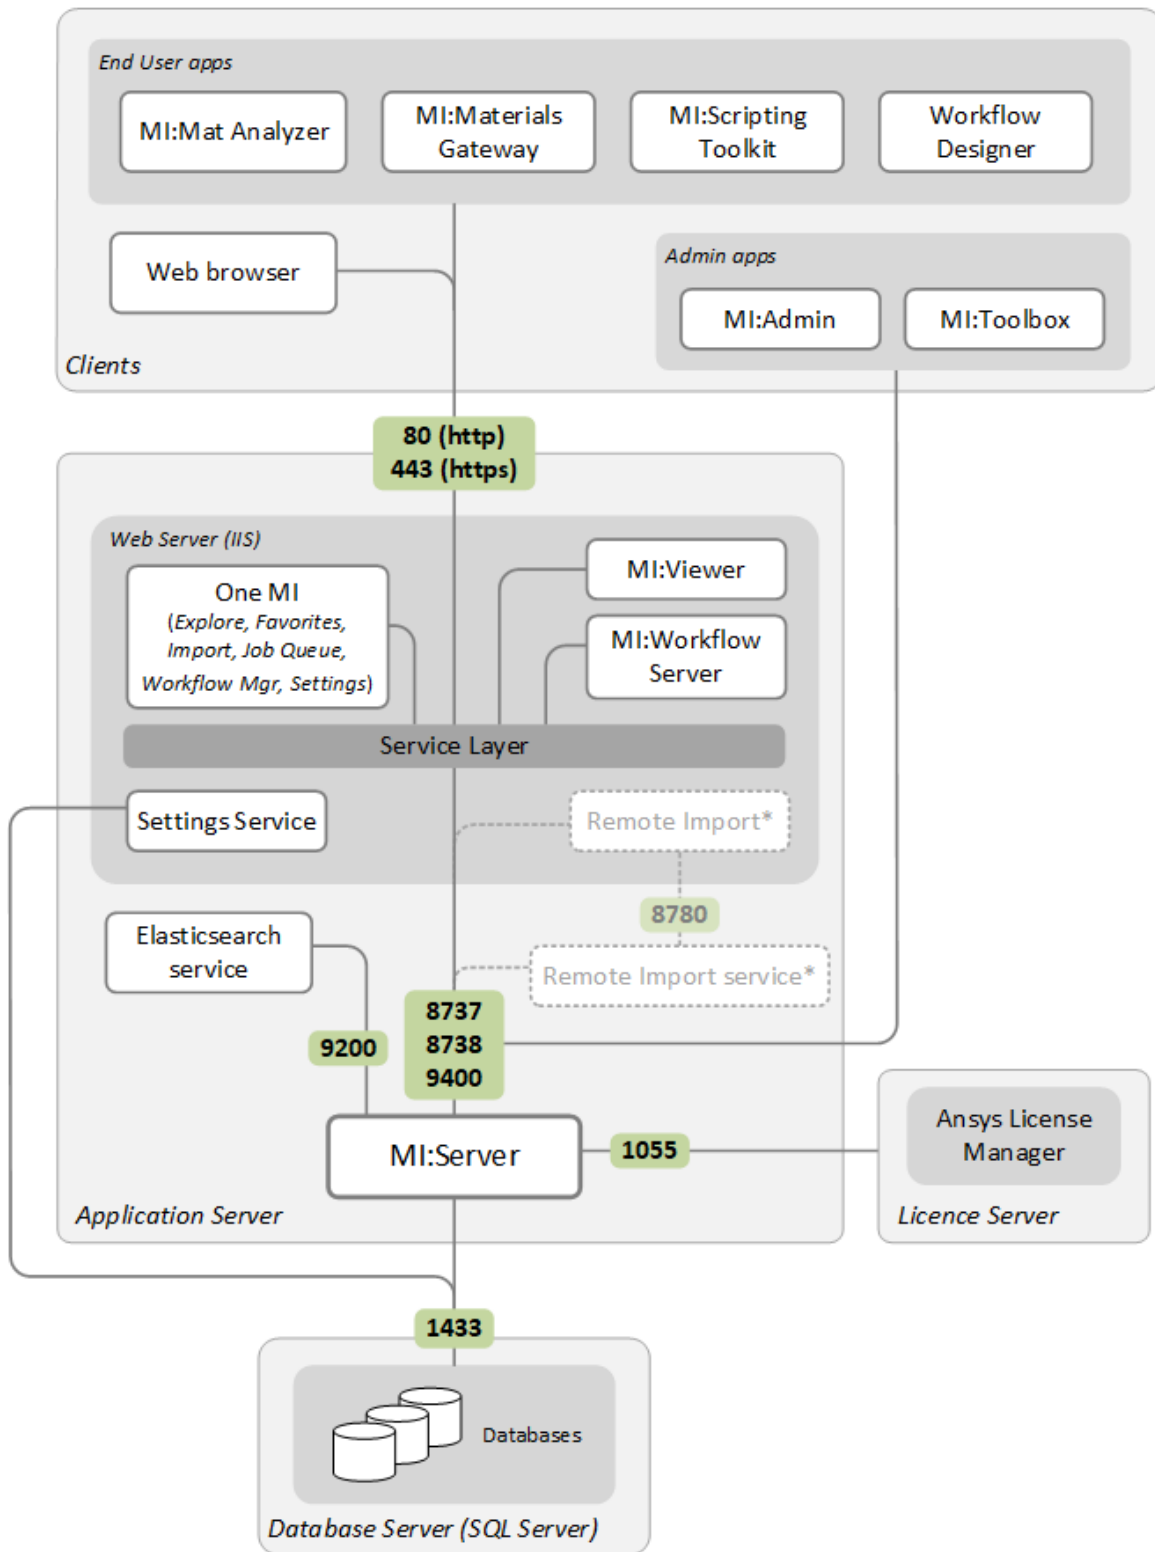 End User apps
MI:Mat Analyzer
MI:Materials
Gateway
MI:Scripting
Toolkit
Workflow
Designer
Web browser
Admin apps
MI:Admin
MI:Toolbox
Clients
80 (http)
443 (https)
Web Server (IIS)
One MI
(Explore, Favorites,
Import, Job Queue,
Workflow Mgr, Settings)
MI:Viewer
MI:Workflow
Server
Service Layer
Settings Service
Remote Import*
8780
Elasticsearch
service
Remote Import service*
9200
8737
8738
9400
MI:Server
1055
Ansys License
Manager
Application Server
Licence Server
1433
Databases
Database Server (SQL Server)